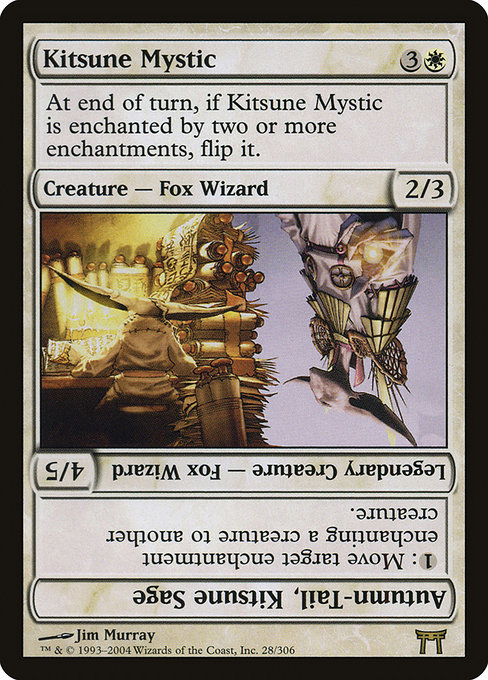 Kitsune Mystic 3
At end of turn, if Kitsune Mystic
is enchanted by two or more
enchantments, flip it.
Creature — Fox Wizard
2/3
Autumn-Tail, Kitsune Sage
1: Move target enchantment
enchanting a creature to another
creature.
Legendary Creature — Fox Wizard
4/5
Jim Murray
™ & © 1993–2004 Wizards of the Coast, Inc. 28/306